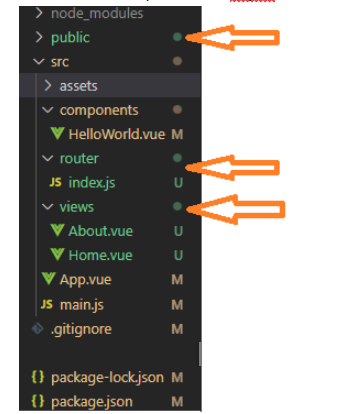 node_modules
public
src
assets
components
HelloWorld.vue M
router
JS index.js U
views
About.vue U
Home.vue U
App.vue M
JS main.js M
.gitignore M
{} package-lock.json M
{} package.json M